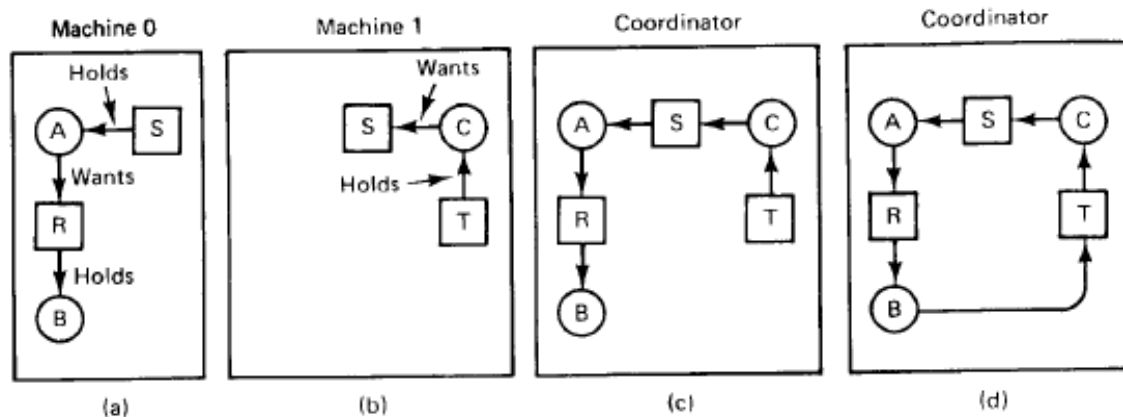 Machine 0
Holds
A
S
Wants
R
Holds
B
(a)
Machine 1
Wants
S
C
Holds
T
(b)
Coordinator
A
S
C
R
T
B
(c)
Coordinator
A
S
C
R
T
B
(d)